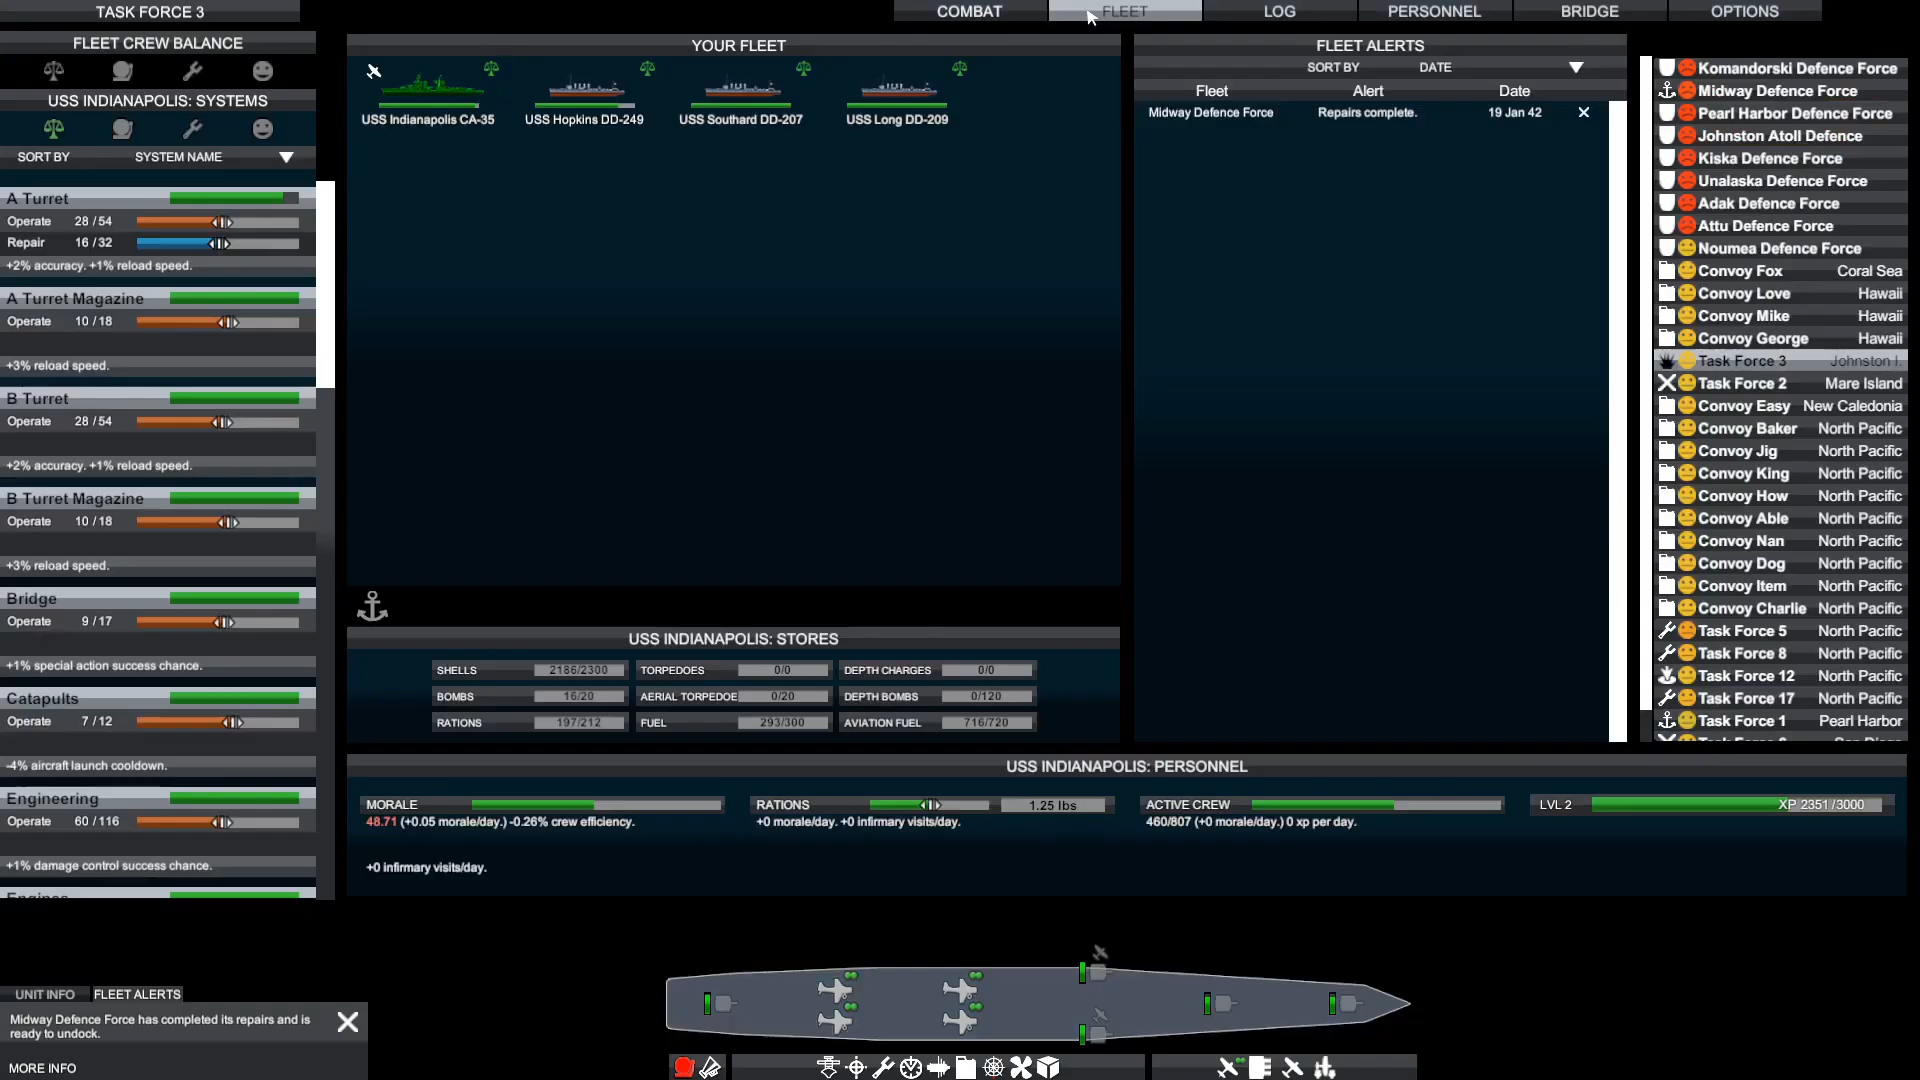 TASK FORCE 3
COMBAT
FLEET
LOG
PERSONNEL
BRIDGE
OPTIONS
FLEET CREW BALANCE
USS INDIANAPOLIS: SYSTEMS
SORT BY SYSTEM NAME
A Turret
Operate 28 / 54
Repair 16 / 32
+2% accuracy. +1% reload speed.
A Turret Magazine
Operate 10 / 18
+3% reload speed.
B Turret
Operate 28 / 54
+2% accuracy. +1% reload speed.
B Turret Magazine
Operate 10 / 18
+3% reload speed.
Bridge
Operate 9 / 17
+1% special action success chance.
Catapults
Operate 7 / 12
-4% aircraft launch cooldown.
Engineering
Operate 60 / 116
+1% damage control success chance.
Engines
YOUR FLEET
USS Indianapolis CA-35
USS Hopkins DD-249
USS Southard DD-207
USS Long DD-209
USS INDIANAPOLIS: STORES
SHELLS 2186/2300 TORPEDOES 0/0 DEPTH CHARGES 0/0
BOMBS 16/20 AERIAL TORPEDOE 0/20 DEPTH BOMBS 0/120
RATIONS 197/212 FUEL 293/300 AVIATION FUEL 716/720
FLEET ALERTS
SORT BY DATE
Fleet Alert Date
Midway Defence Force Repairs complete. 19 Jan 42
Komandorski Defence Force
Midway Defence Force
Pearl Harbor Defence Force
Johnston Atoll Defence
Kiska Defence Force
Unalaska Defence Force
Adak Defence Force
Attu Defence Force
Noumea Defence Force
Convoy Fox Coral Sea
Convoy Love Hawaii
Convoy Mike Hawaii
Convoy George Hawaii
Task Force 3 Johnston I.
Task Force 2 Mare Island
Convoy Easy New Caledonia
Convoy Baker North Pacific
Convoy Jig North Pacific
Convoy King North Pacific
Convoy How North Pacific
Convoy Able North Pacific
Convoy Nan North Pacific
Convoy Dog North Pacific
Convoy Item North Pacific
Convoy Charlie North Pacific
Task Force 5 North Pacific
Task Force 8 North Pacific
Task Force 12 North Pacific
Task Force 17 North Pacific
Task Force 1 Pearl Harbor
USS INDIANAPOLIS: PERSONNEL
MORALE
48.71 (+0.05 morale/day.) -0.26% crew efficiency.
+0 infirmary visits/day.
RATIONS 1.25 lbs
+0 morale/day. +0 infirmary visits/day.
ACTIVE CREW
460/807 (+0 morale/day.) 0 xp per day.
LVL 2 XP 2351/3000
UNIT INFO FLEET ALERTS
Midway Defence Force has completed its repairs and is
ready to undock.
MORE INFO